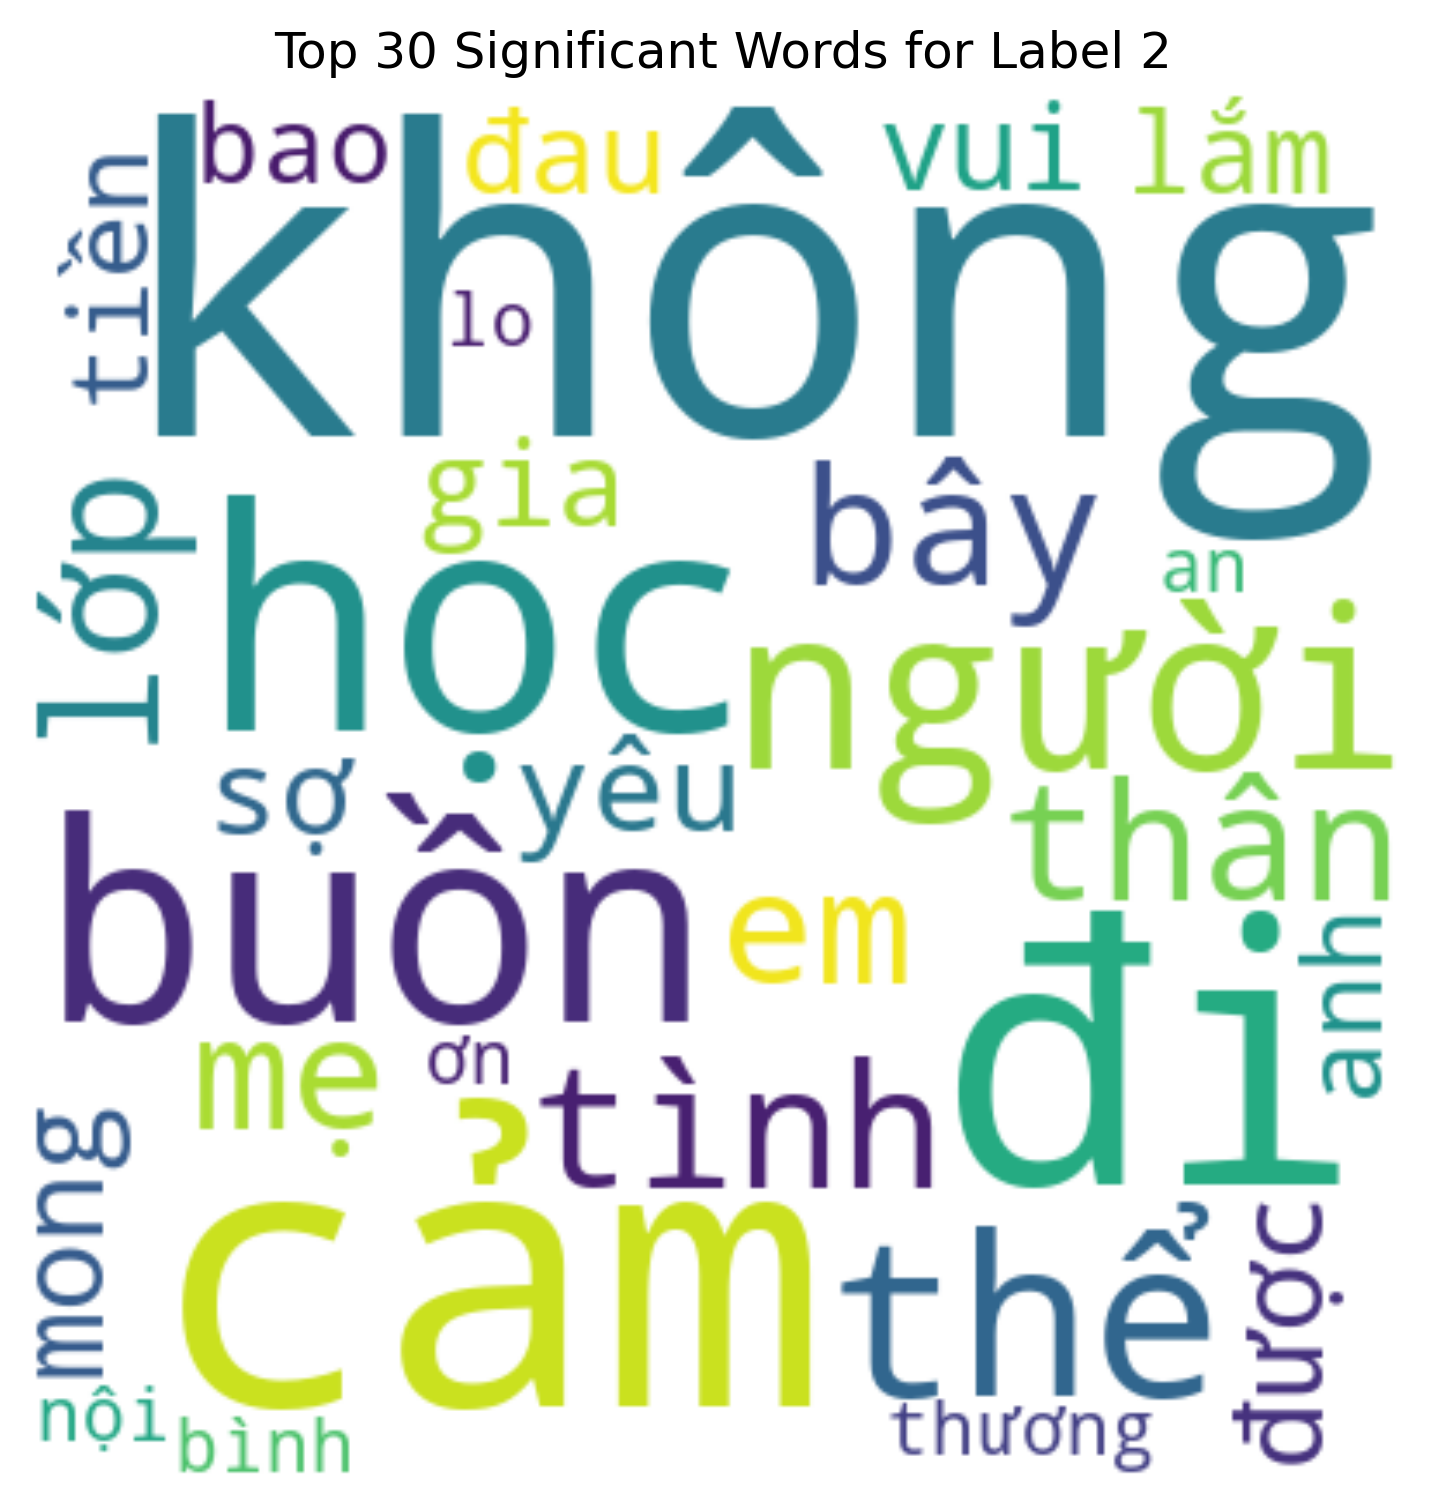 Top 30 Significant Words for Label 2
bao
đau
vui
lắm
tiền
không
lo
gia
bây
lớp
học
an
người
sợ
yêu
thân
buồn
em
đi
anh
mẹ
ơn
tình
mong
cảm
thể
được
nội
bình
thương